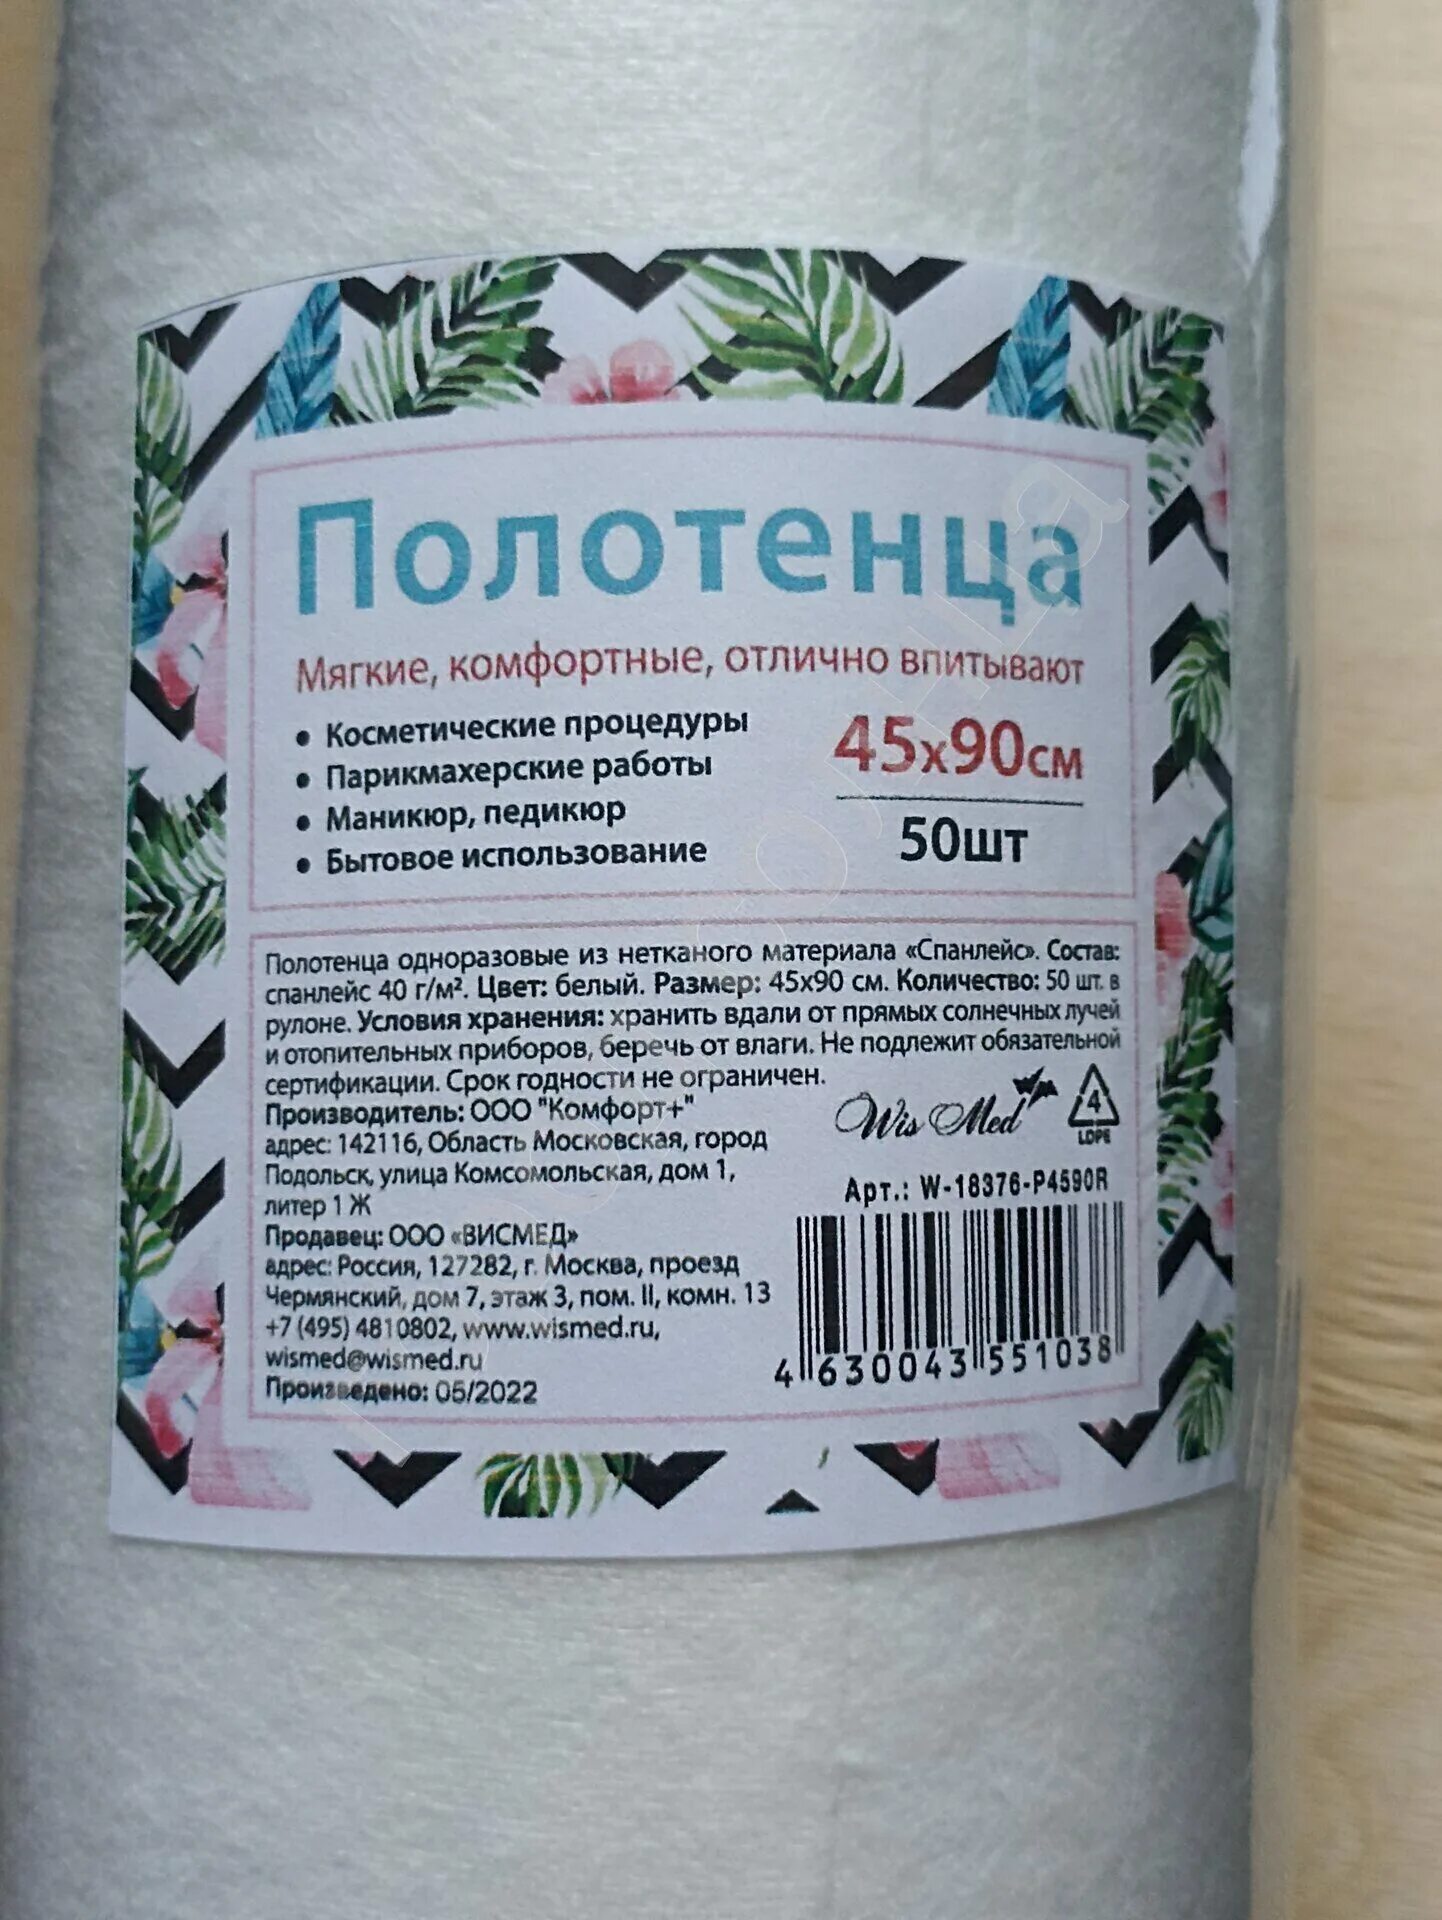 Полотенца
Мягкие, комфортные, отлично впитывают
• Косметические процедуры
• Парикмахерские работы
• Маникюр, педикюр
• Бытовое использование
45х90см
50шт
Полотенца одноразовые из нетканого материала «Спанлейс». Состав:
спанлейс 40 г/м². Цвет: белый. Размер: 45х90 см. Количество: 50 шт. в
рулоне. Условия хранения: хранить вдали от прямых солнечных лучей
и отопительных приборов, беречь от влаги. Не подлежит обязательной
сертификации. Срок годности не ограничен.
Производитель: ООО "Комфорт+"
адрес: 142116, Область Московская, город
Подольск, улица Комсомольская, дом 1,
литер 1 Ж
Продавец: ООО «ВИСМЕД»
адрес: Россия, 127282, г. Москва, проезд
Чермянский, дом 7, этаж 3, пом. II, комн. 13
+7 (495) 4810802, www.wismed.ru,
wismed@wismed.ru
Произведено: 05/2022
Wis Med
4
LDPE
Арт.: W-18376-P4590R
4 630043 551038